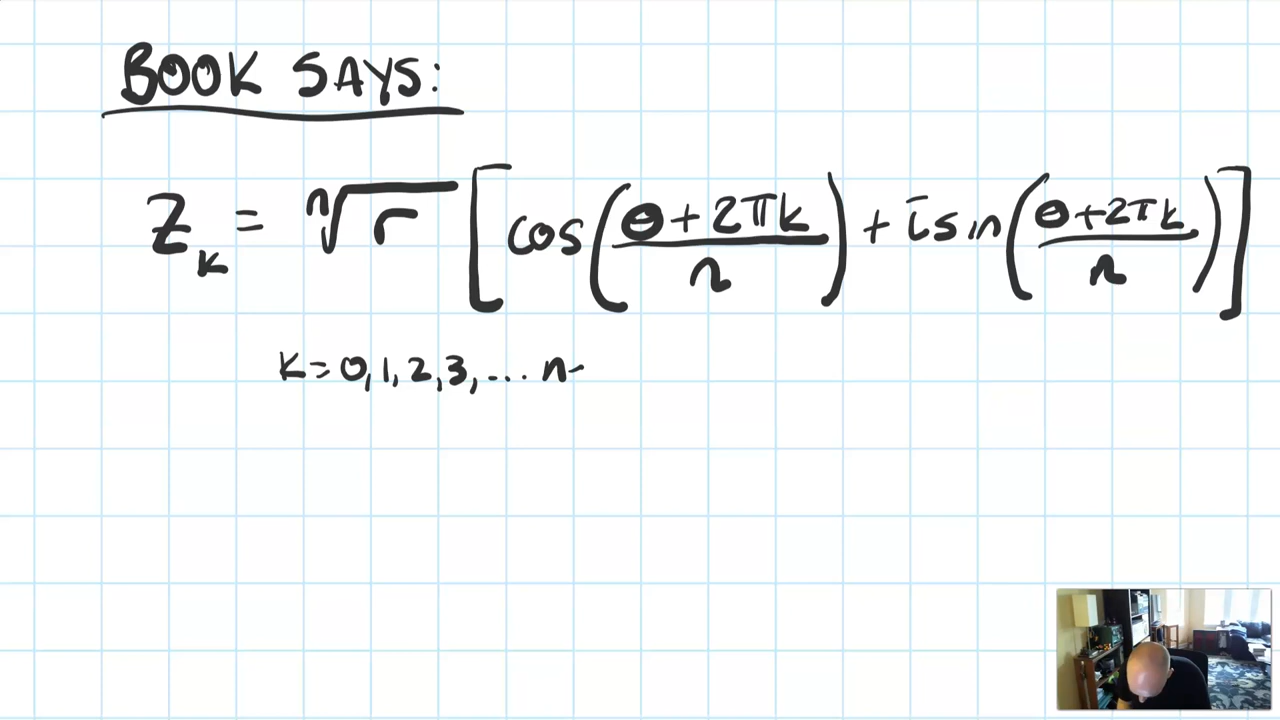 BOOK SAYS:
Z_k = ⁿ√r [cos((θ+2πk)/n) + i sin((θ+2πk)/n)]
k = 0, 1, 2, 3, ... n-